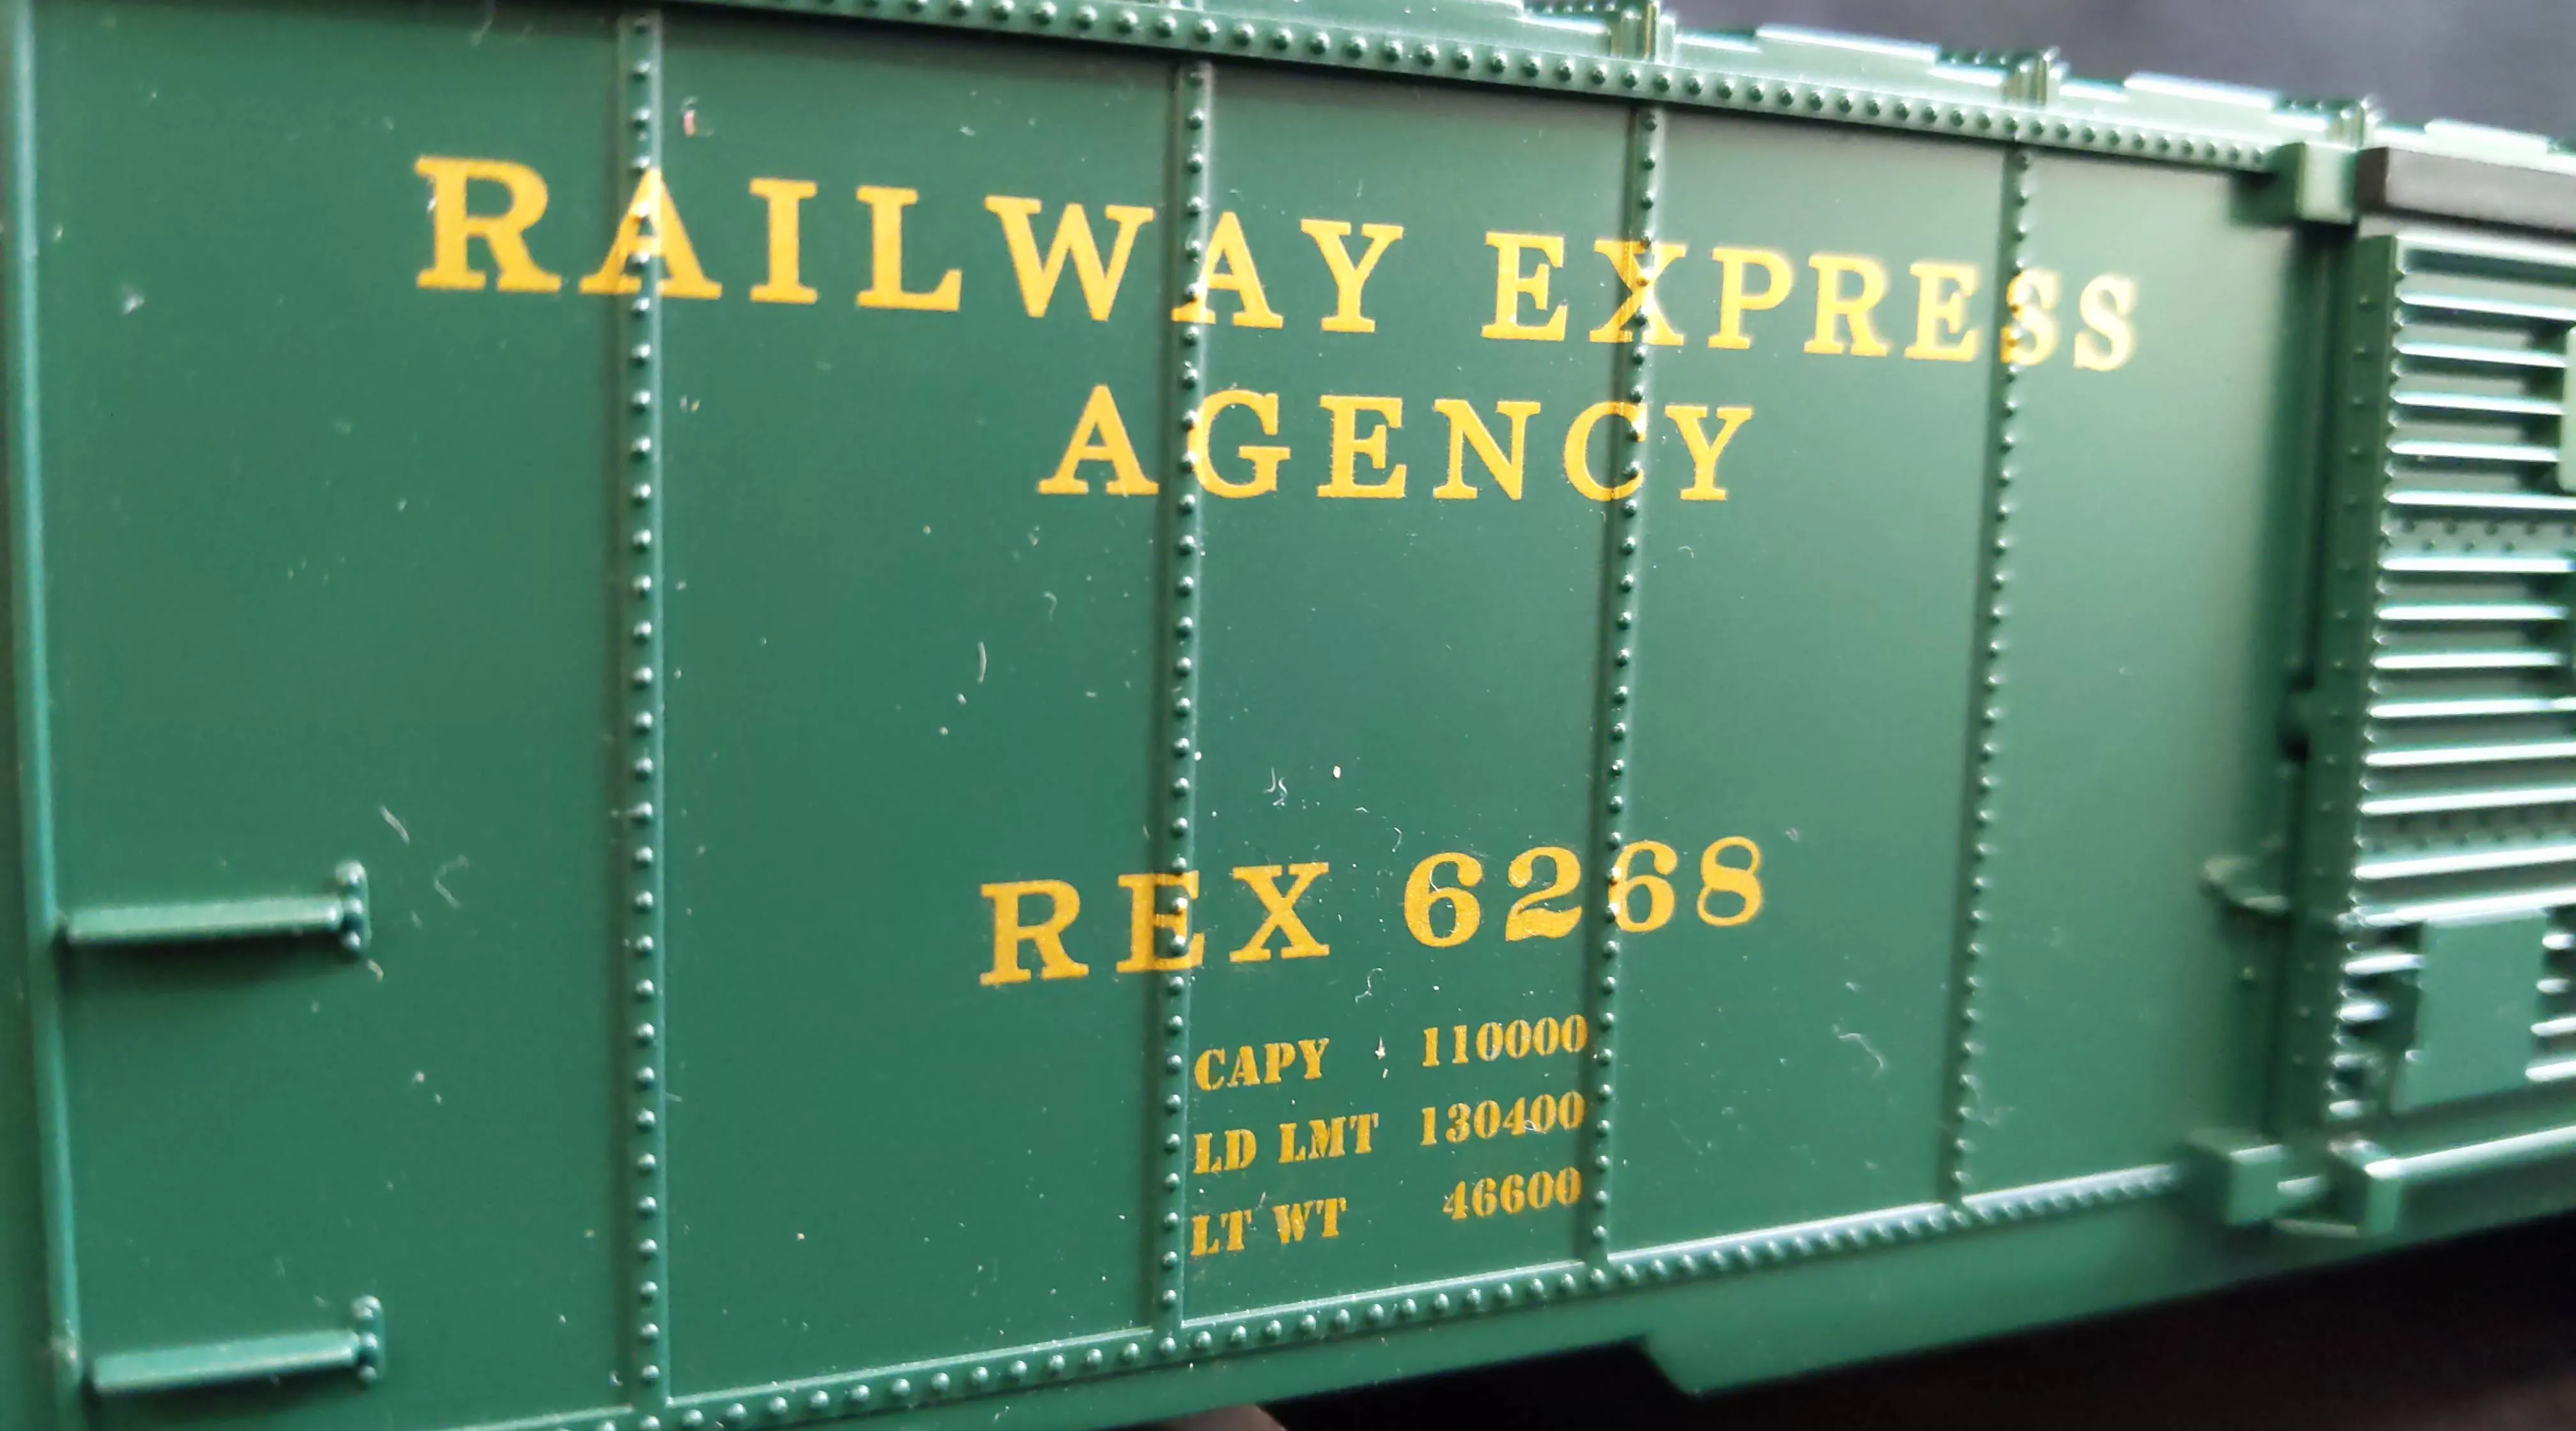 RAILWAY EXPRESS
AGENCY
REX 6268
CAPY 110000
LD LMT 130400
LT WT 46600